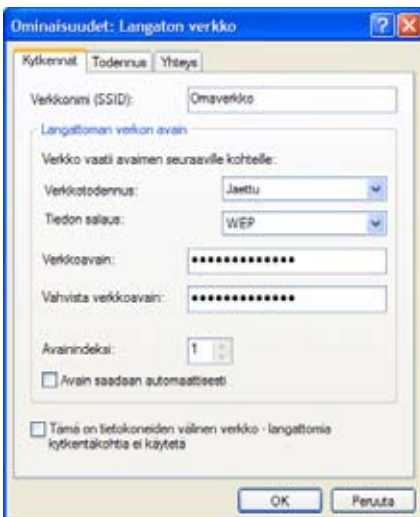 Ominaisuudet: Langaton verkko
Kytkennät Todennus Yhteys
Verkkonimi (SSID): Omaverkko
Langattoman verkon avain
Verkko vaatii avaimen seuraaville kohteille:
Verkkotodennus: Jaettu
Tiedon salaus: WEP
Verkkoavain: •••••••••••••
Vahvista verkkoavain: •••••••••••••
Avainindeksi: 1
Avain saadaan automaattisesti
Tämä on tietokoneiden välinen verkko - langattomia
kytkentäkohtia ei käytetä
OK Peruuta